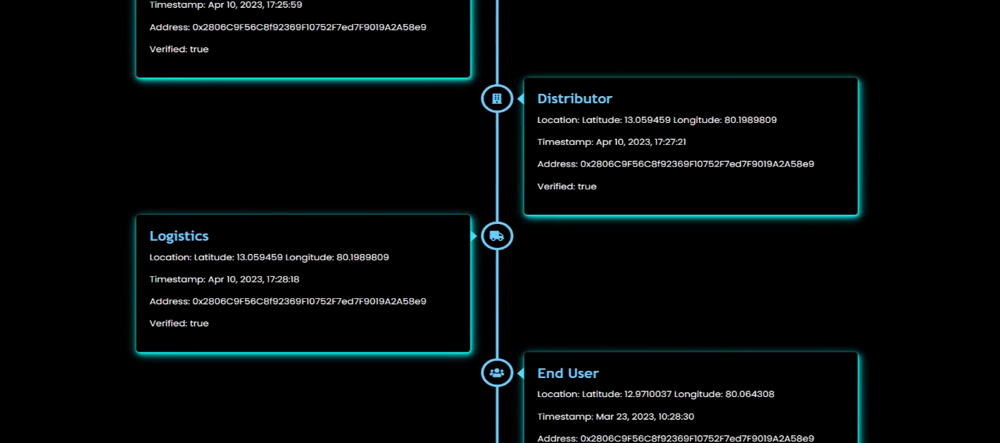 Timestamp: Apr 10, 2023, 17:25:59
Address: 0x2806C9F56C8f92369F10752F7ed7F9019A2A58e9
Verified: true
Distributor
Location: Latitude: 13.059459 Longitude: 80.1989809
Timestamp: Apr 10, 2023, 17:27:21
Address: 0x2806C9F56C8f92369F10752F7ed7F9019A2A58e9
Verified: true
Logistics
Location: Latitude: 13.059459 Longitude: 80.1989809
Timestamp: Apr 10, 2023, 17:28:18
Address: 0x2806C9F56C8f92369F10752F7ed7F9019A2A58e9
Verified: true
End User
Location: Latitude: 12.9710037 Longitude: 80.064308
Timestamp: Mar 23, 2023, 10:28:30
Address: 0x2806C9F56C8f92369F10752F7ed7F9019A2A58e9